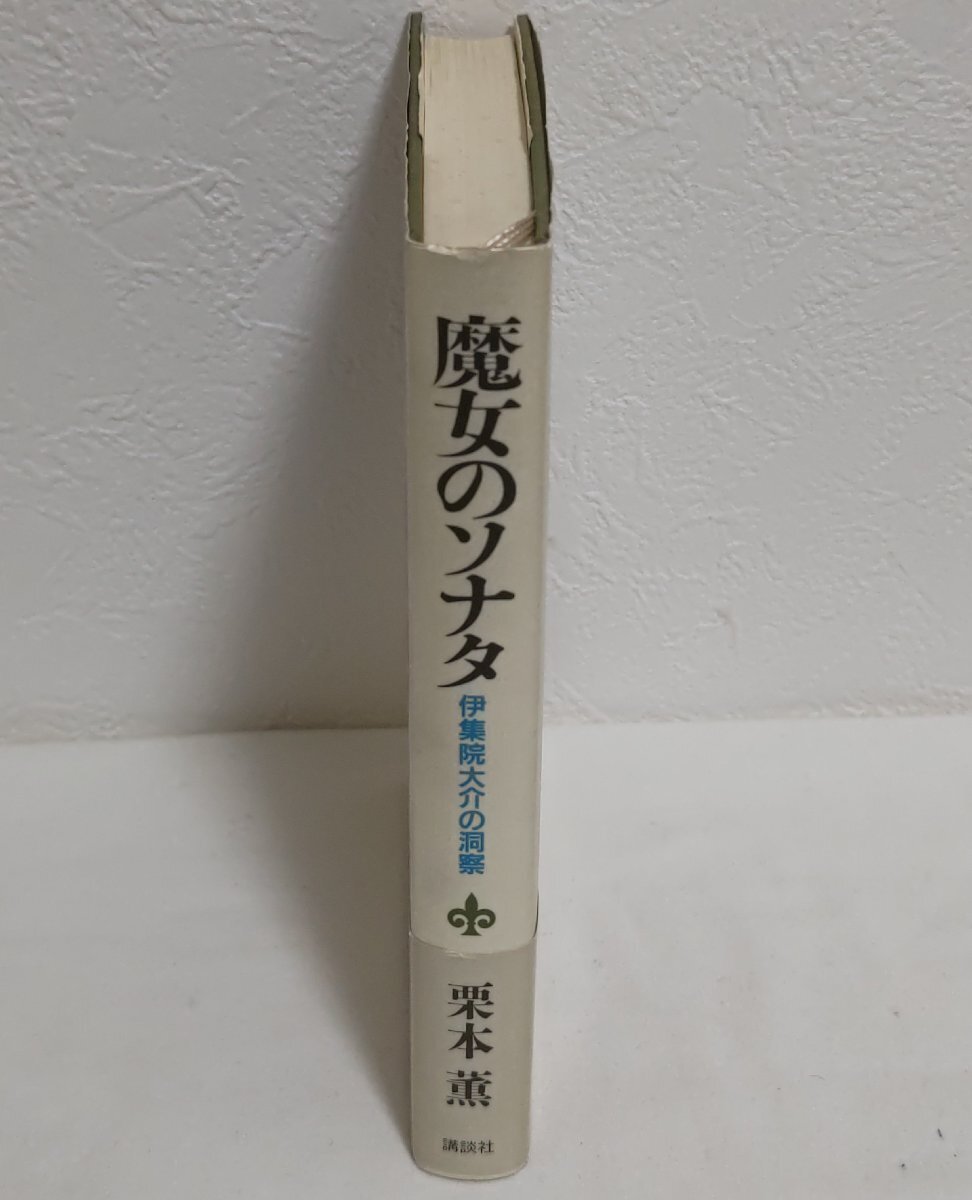 魔女のソナタ
伊集院大介の洞察
栗本薫
講談社